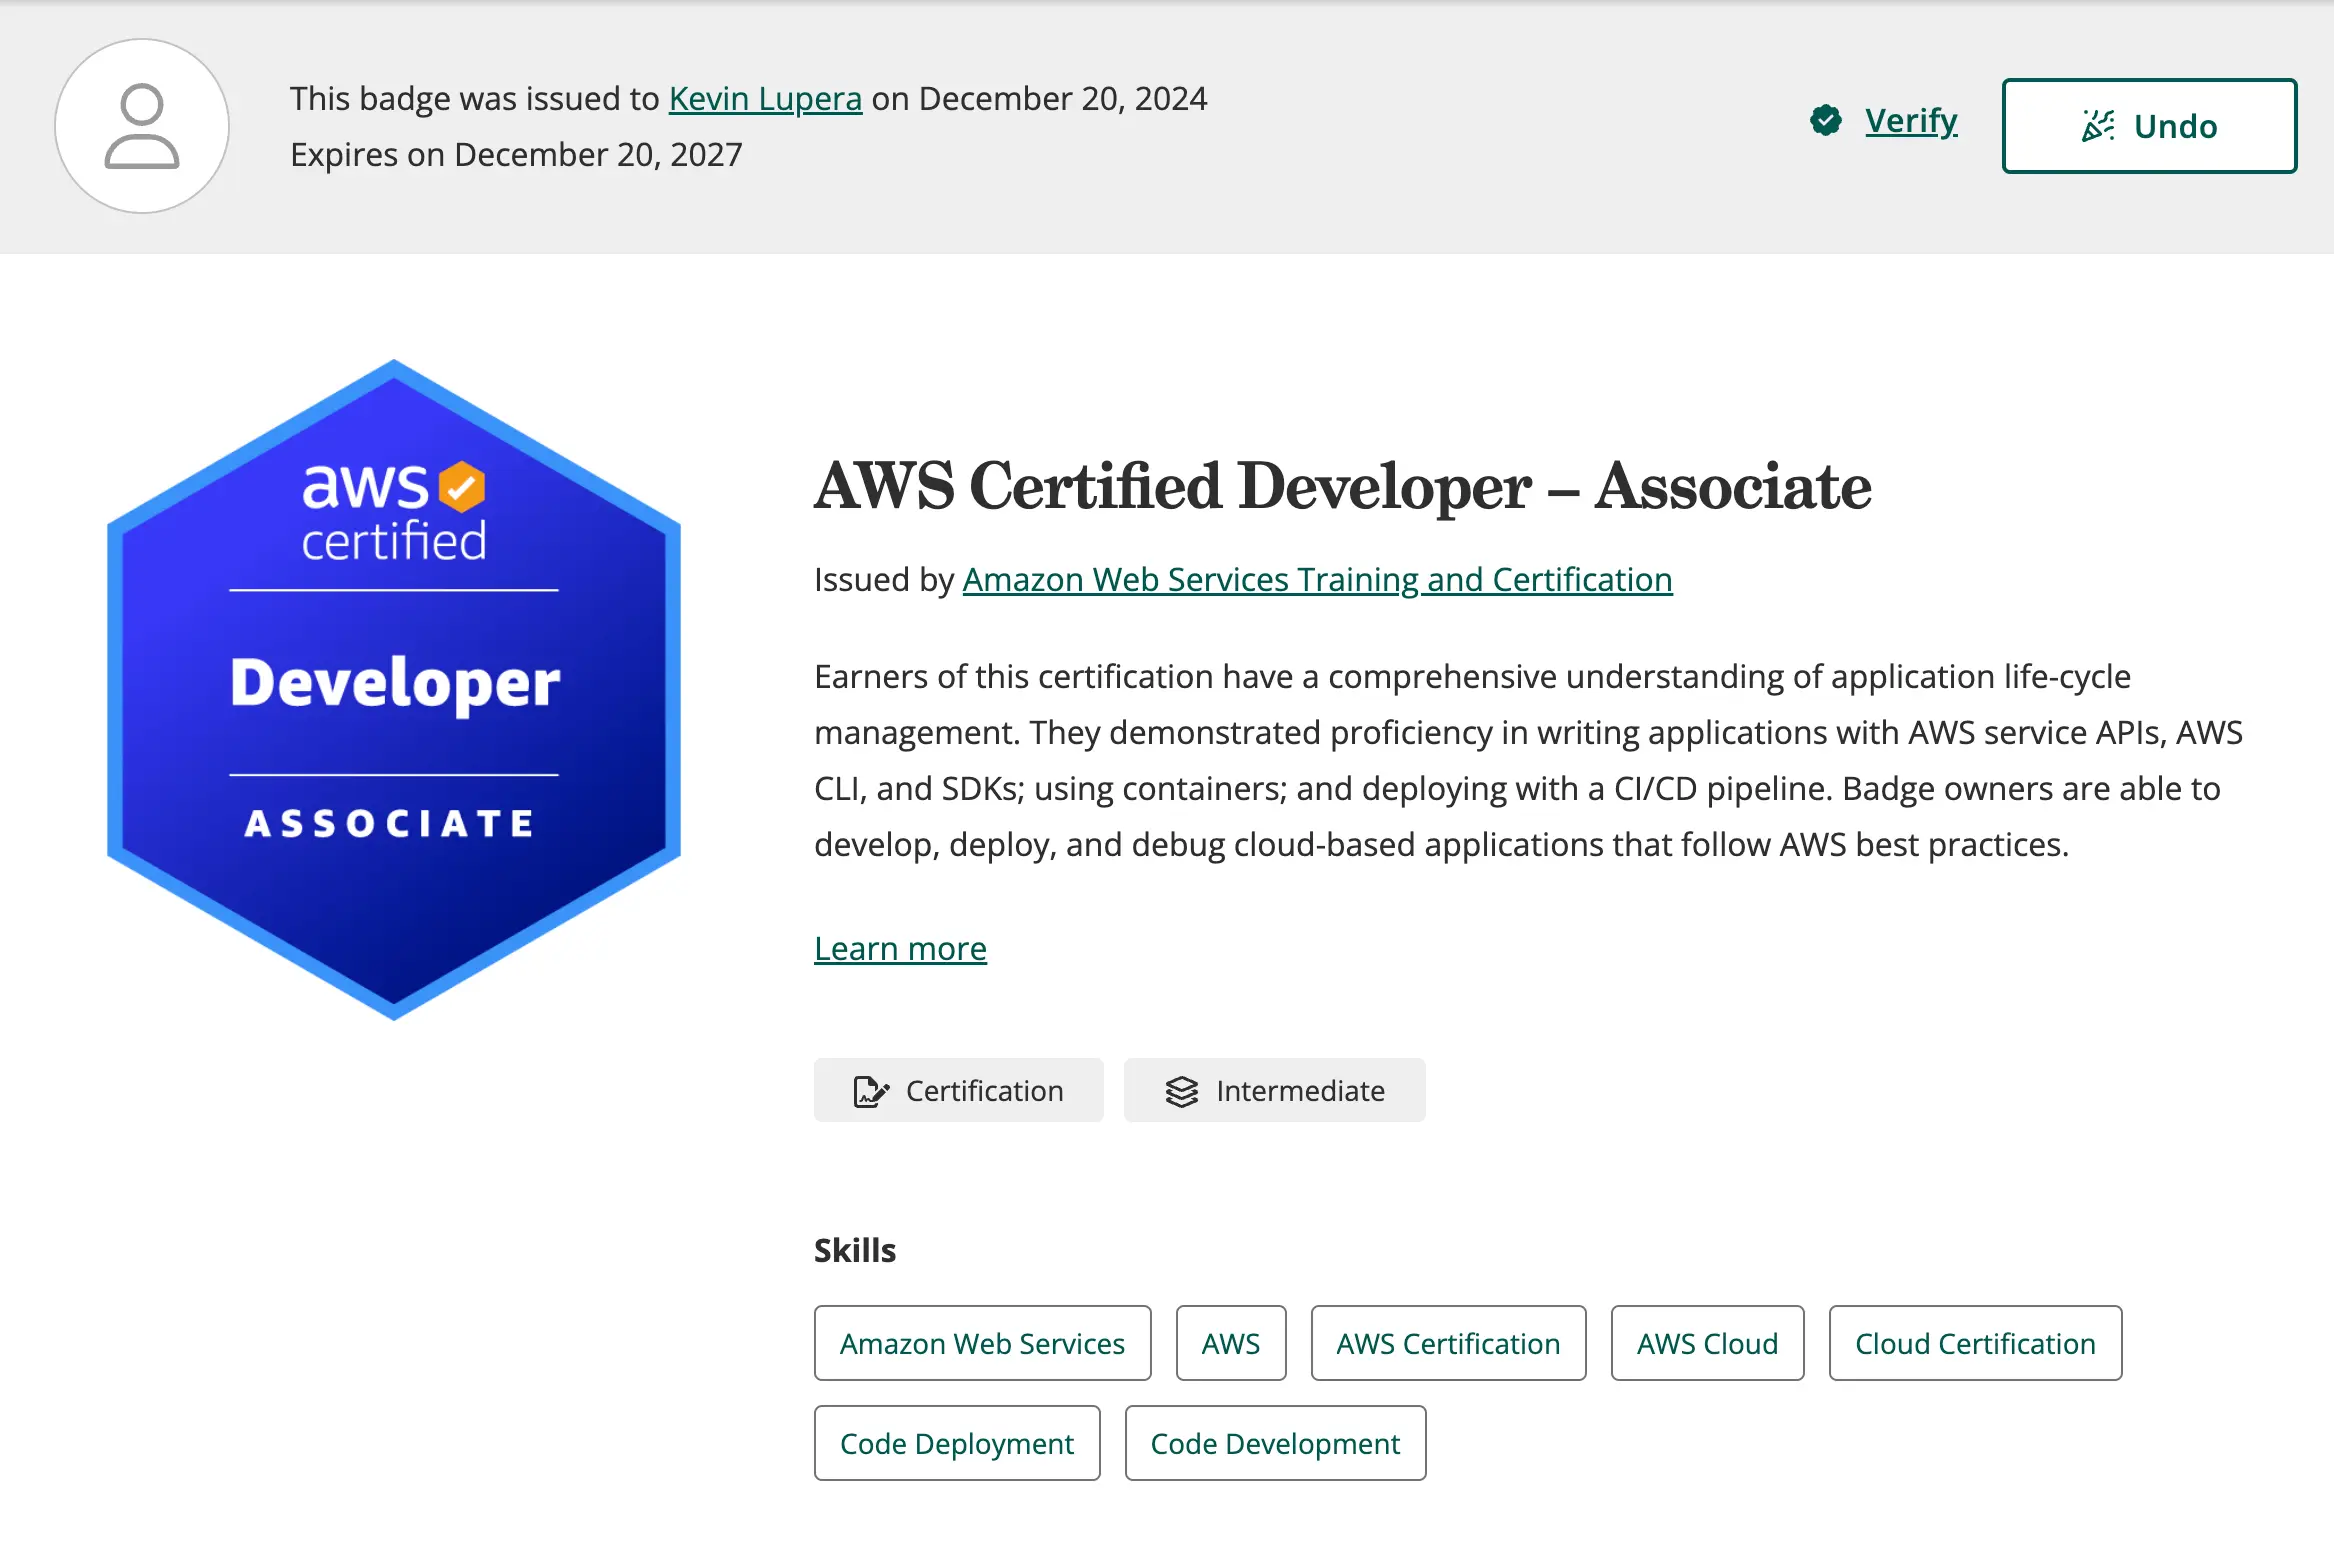 This badge was issued to Kevin Lupera on December 20, 2024
Expires on December 20, 2027
Verify
Undo
aws
certified
Developer
ASSOCIATE
AWS Certified Developer – Associate
Issued by Amazon Web Services Training and Certification
Earners of this certification have a comprehensive understanding of application life-cycle
management. They demonstrated proficiency in writing applications with AWS service APIs, AWS
CLI, and SDKs; using containers; and deploying with a CI/CD pipeline. Badge owners are able to
develop, deploy, and debug cloud-based applications that follow AWS best practices.
Learn more
Certification
Intermediate
Skills
Amazon Web Services
AWS
AWS Certification
AWS Cloud
Cloud Certification
Code Deployment
Code Development